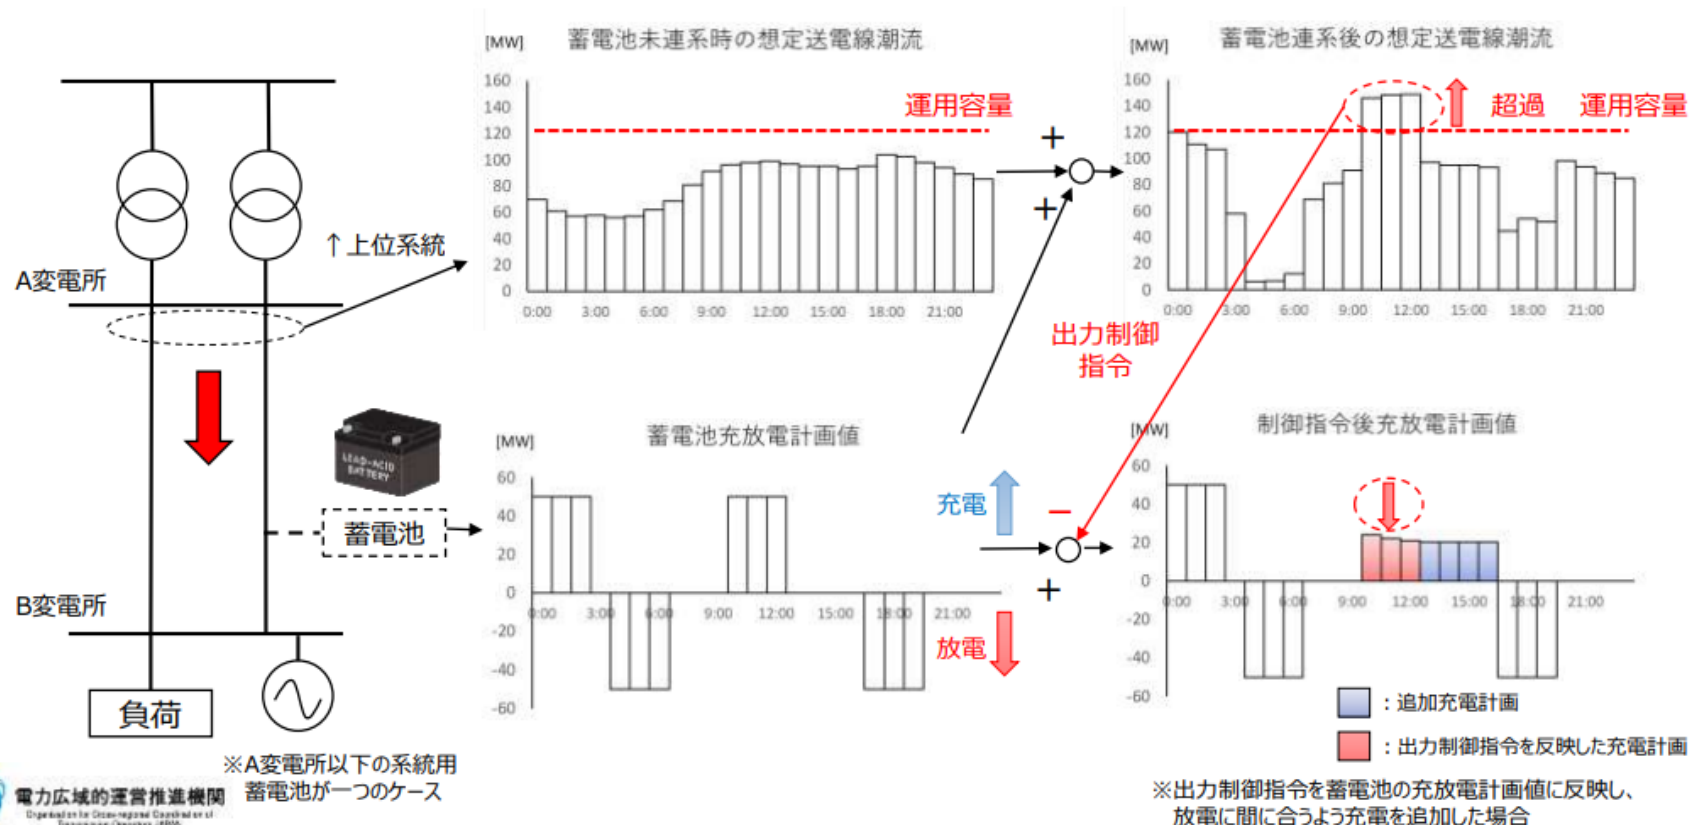 [MW]
蓄電池未連系時の想定送電線潮流
160
140
120
100
80
60
40
20
0
運用容量
0:00 3:00 6:00 9:00 12:00 15:00 18:00 21:00
[MW]
蓄電池連系後の想定送電線潮流
160
140
120
100
80
60
40
20
0
超過 運用容量
0:00 3:00 6:00 9:00 12:00 15:00 18:00 21:00
+
+
↑上位系統
A変電所
出力制御
指令
LEAD-ACID
BATTERY
蓄電池
B変電所
負荷
※A変電所以下の系統用
蓄電池が一つのケース
[MW]
蓄電池充放電計画値
60
40
20
0
-20
-40
-60
0:00 3:00 6:00 9:00 12:00 15:00 18:00 21:00
充電
放電
−
+
[MW]
制御指令後充放電計画値
60
40
20
0
-20
-40
-60
0:00 3:00 6:00 9:00 12:00 15:00 18:00 21:00
：追加充電計画
：出力制御指令を反映した充電計画
※出力制御指令を蓄電池の充放電計画値に反映し、
放電に間に合うよう充電を追加した場合
電力広域的運営推進機関
Organization for Cross-regional Coordination of